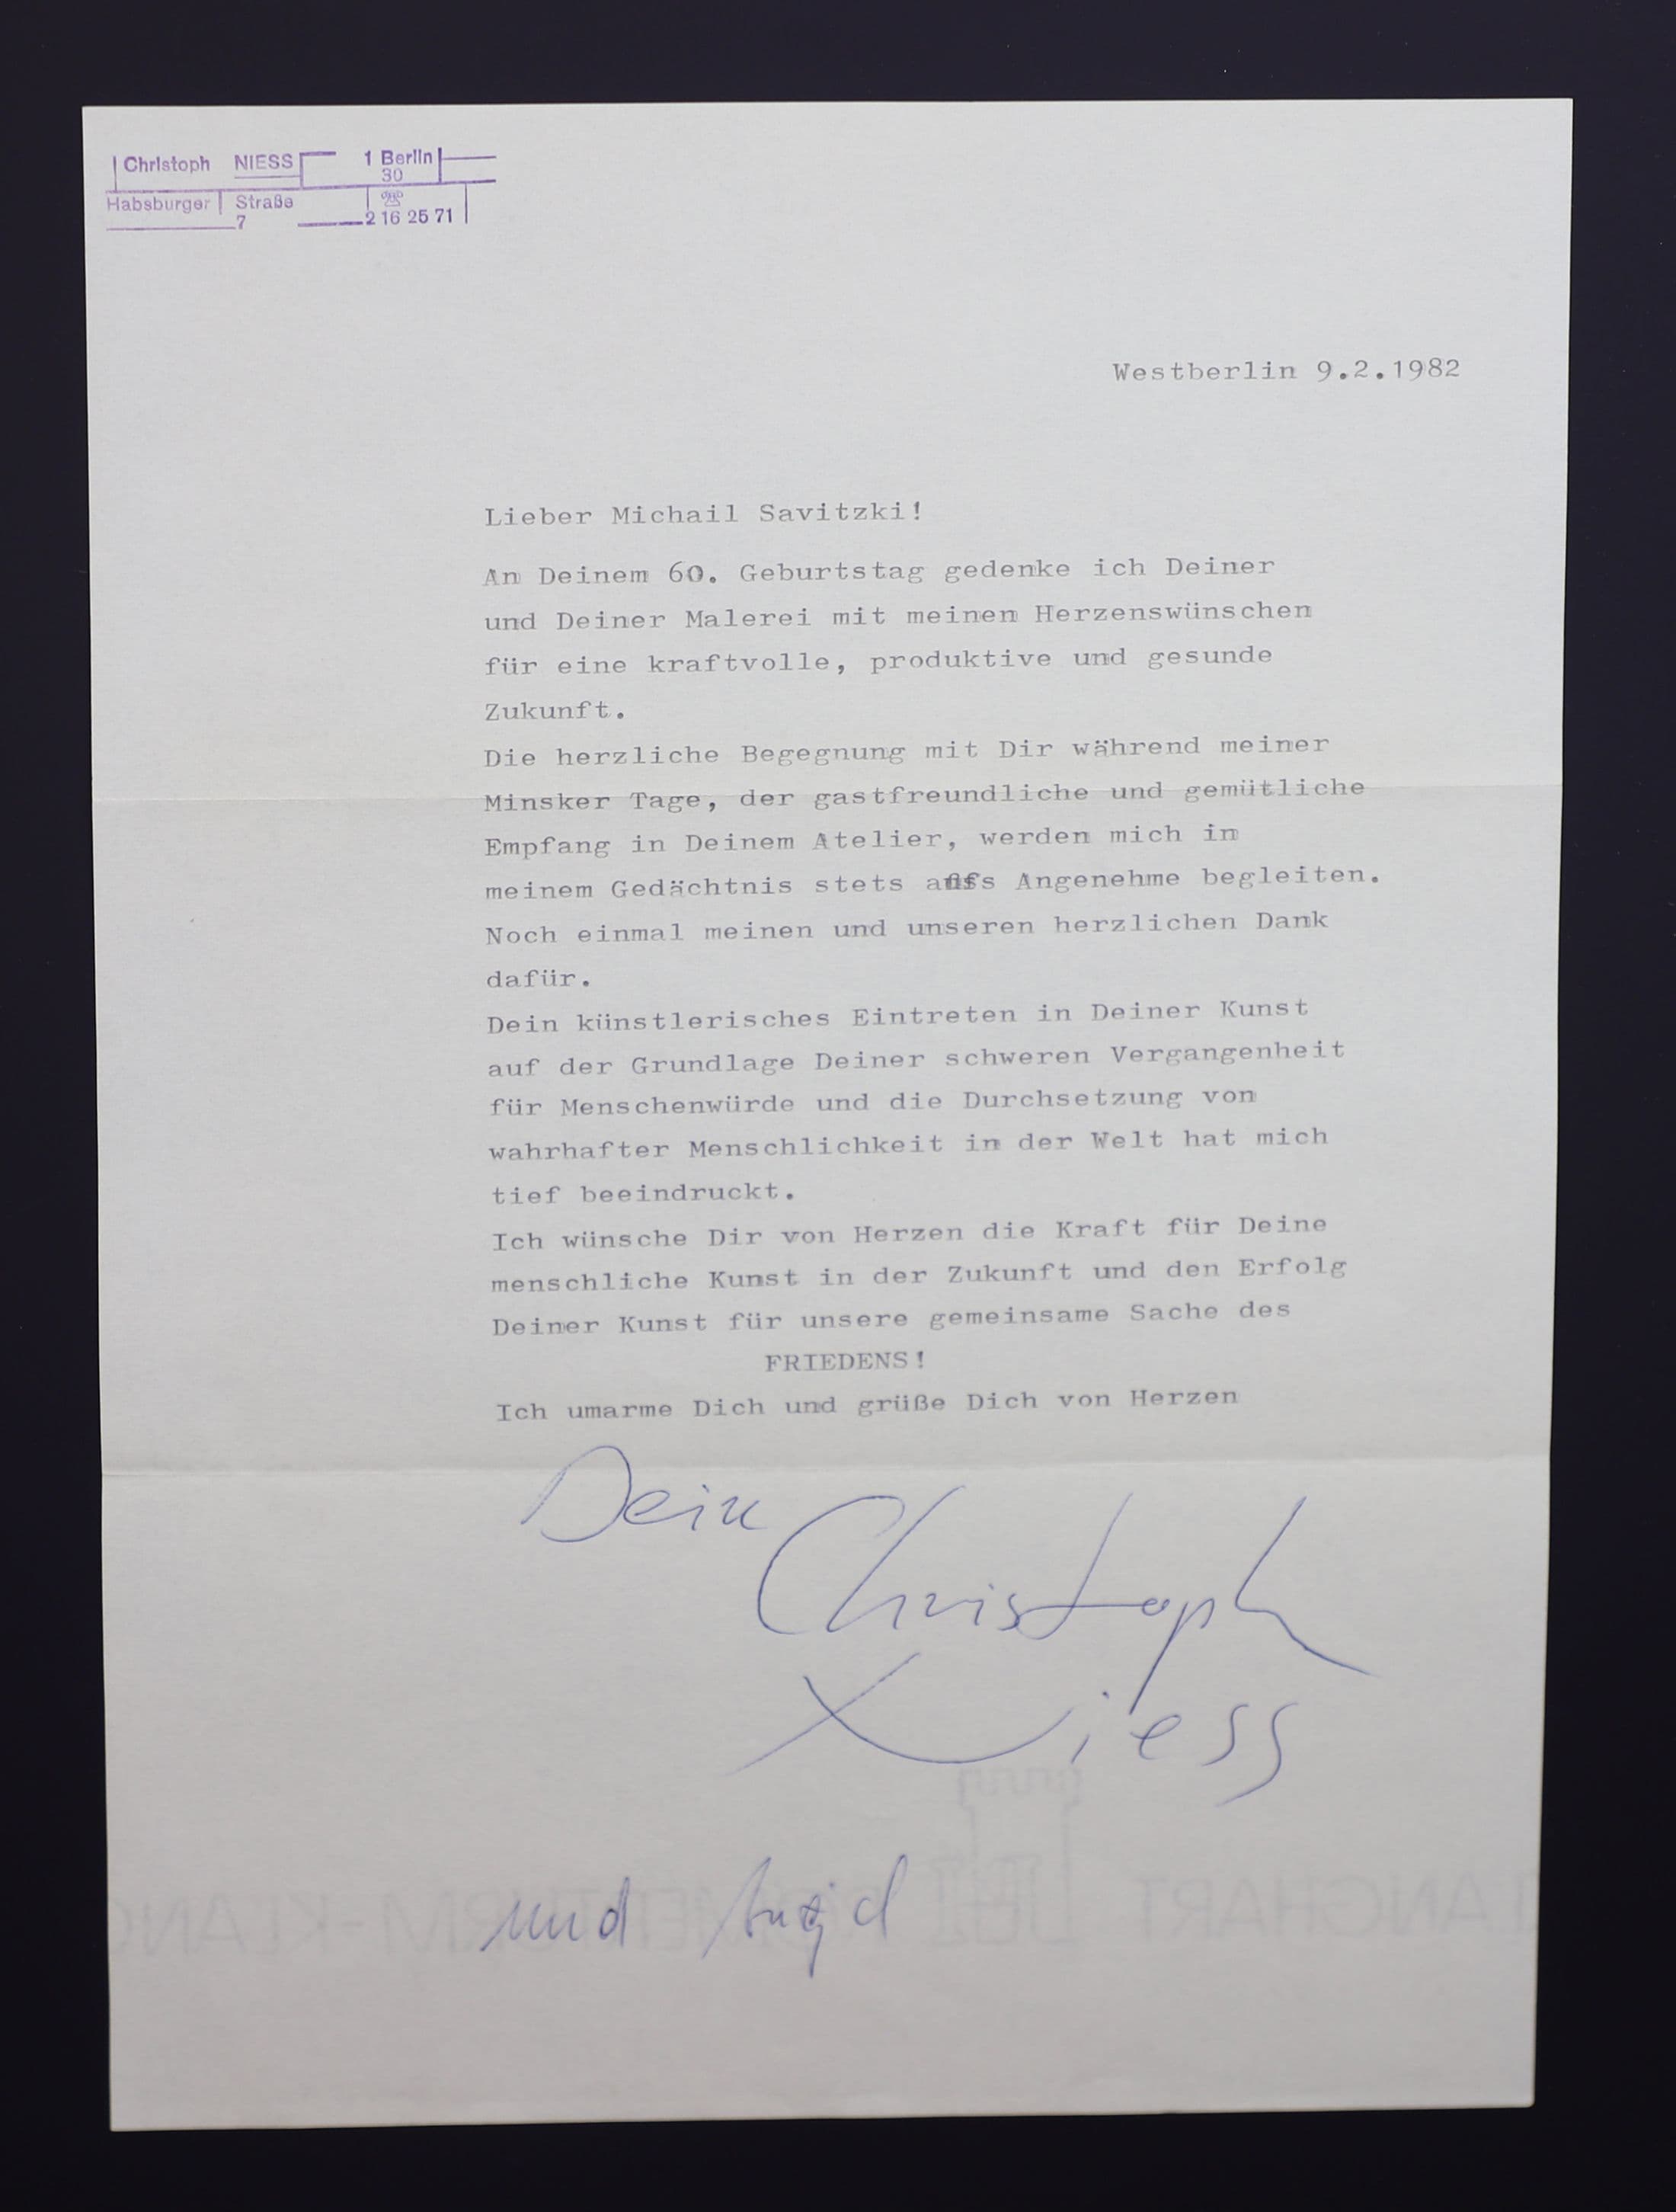 Christoph NIESS 1 Berlin
30
Habsburger Straße ☏
7 2 16 25 71
Westberlin 9.2.1982
Lieber Michail Savitzki!
An Deinem 60. Geburtstag gedenke ich Deiner
und Deiner Malerei mit meinen Herzenswünschen
für eine kraftvolle, produktive und gesunde
Zukunft.
Die herzliche Begegnung mit Dir während meiner
Minsker Tage, der gastfreundliche und gemütliche
Empfang in Deinem Atelier, werden mich in
meinem Gedächtnis stets aufs Angenehme begleiten.
Noch einmal meinen und unseren herzlichen Dank
dafür.
Dein künstlerisches Eintreten in Deiner Kunst
auf der Grundlage Deiner schweren Vergangenheit
für Menschenwürde und die Durchsetzung von
wahrhafter Menschlichkeit in der Welt hat mich
tief beeindruckt.
Ich wünsche Dir von Herzen die Kraft für Deine
menschliche Kunst in der Zukunft und den Erfolg
Deiner Kunst für unsere gemeinsame Sache des
FRIEDENS!
Ich umarme Dich und grüße Dich von Herzen
Dein
Christoph
Niess
und